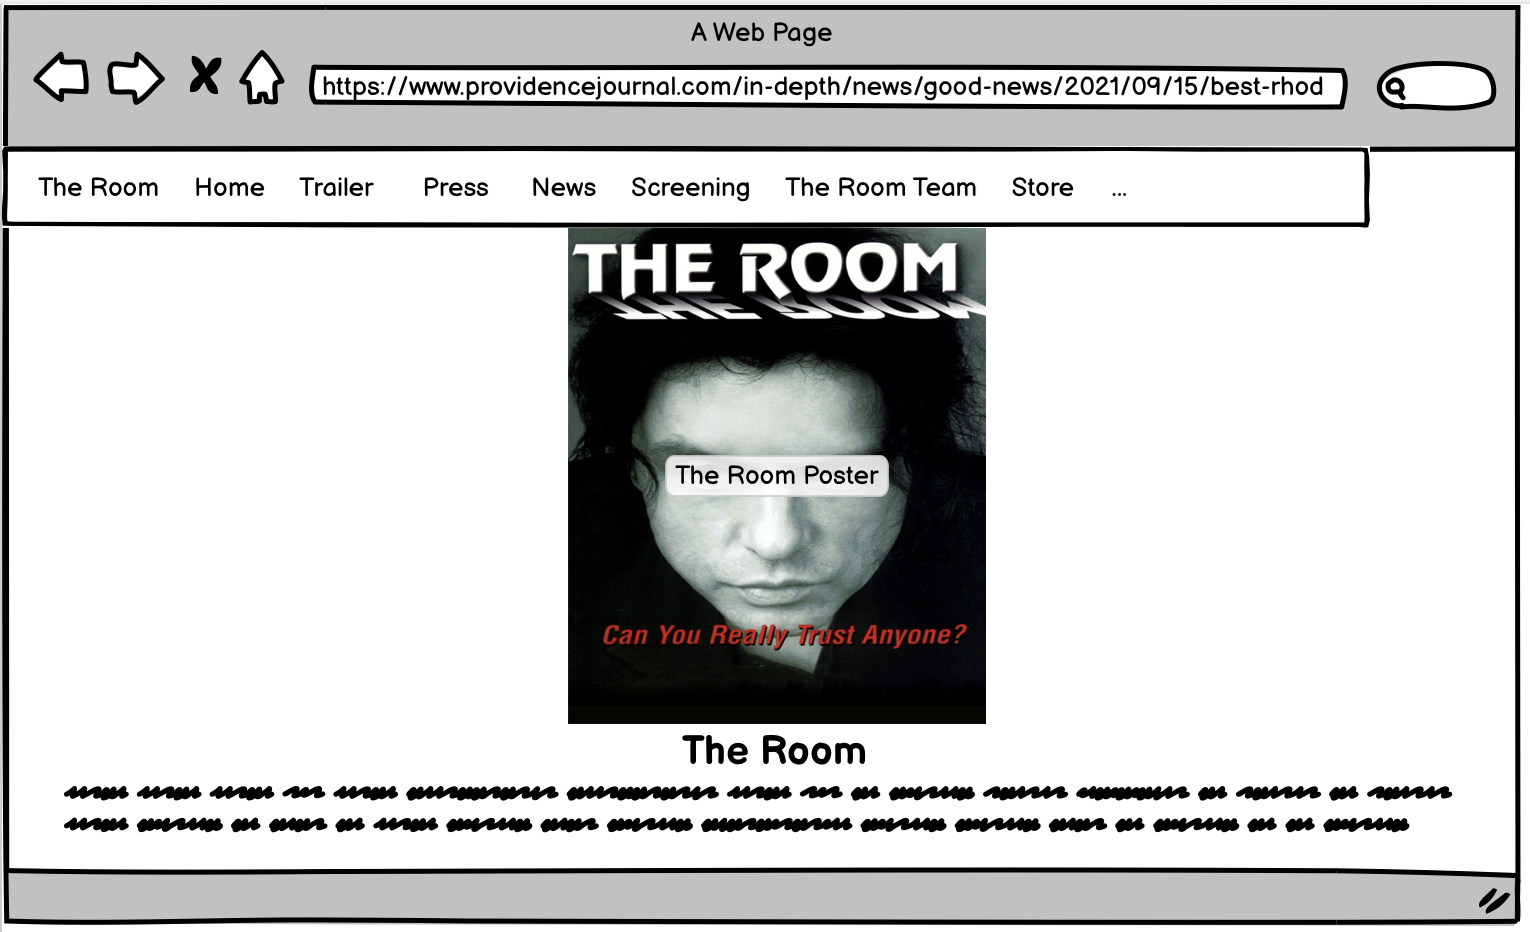 A Web Page
https://www.providencejournal.com/in-depth/news/good-news/2021/09/15/best-rhod
The Room Home Trailer Press News Screening The Room Team Store ...
THE ROOM
THE ROOM
The Room Poster
Can You Really Trust Anyone?
The Room